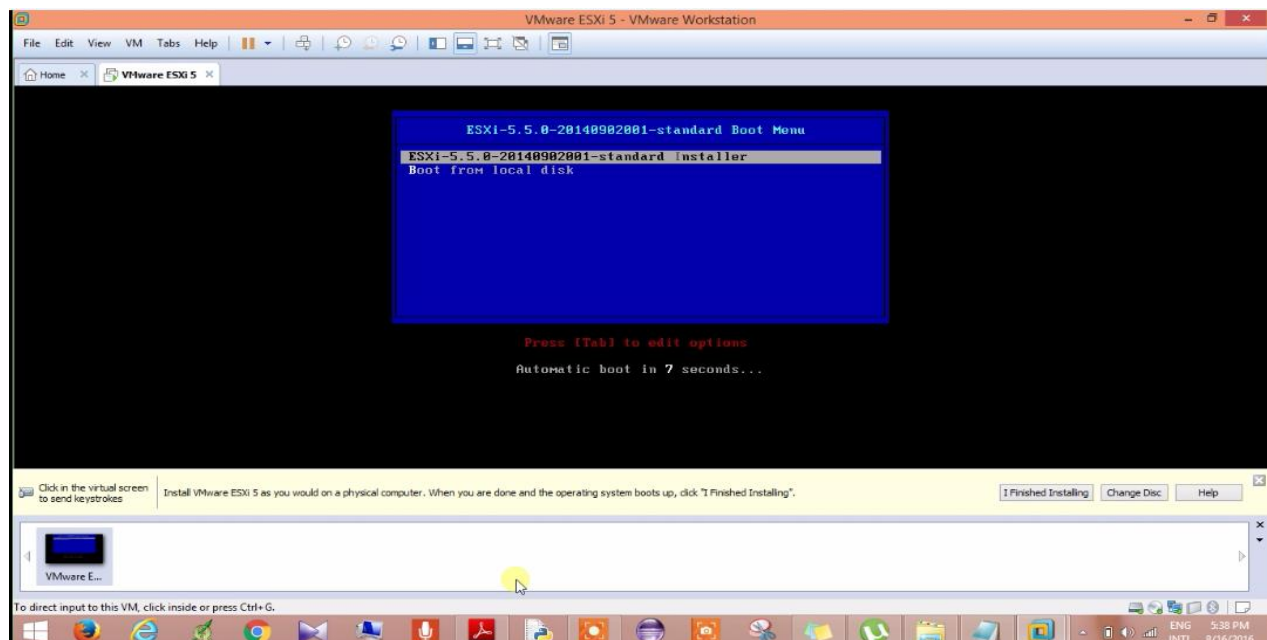 VMware ESXi 5 - VMware Workstation
File Edit View VM Tabs Help
Home VMware ESXi 5
ESXi-5.5.0-20140902001-standard Boot Menu
ESXi-5.5.0-20140902001-standard Installer
Boot from local disk
Press [Tab] to edit options
Automatic boot in 7 seconds...
Click in the virtual screen
to send keystrokes
Install VMware ESXi 5 as you would on a physical computer. When you are done and the operating system boots up, click "I Finished Installing".
I Finished Installing Change Disc Help
VMware E...
To direct input to this VM, click inside or press Ctrl+G.
ENG 5:38 PM
INTL 9/16/2016